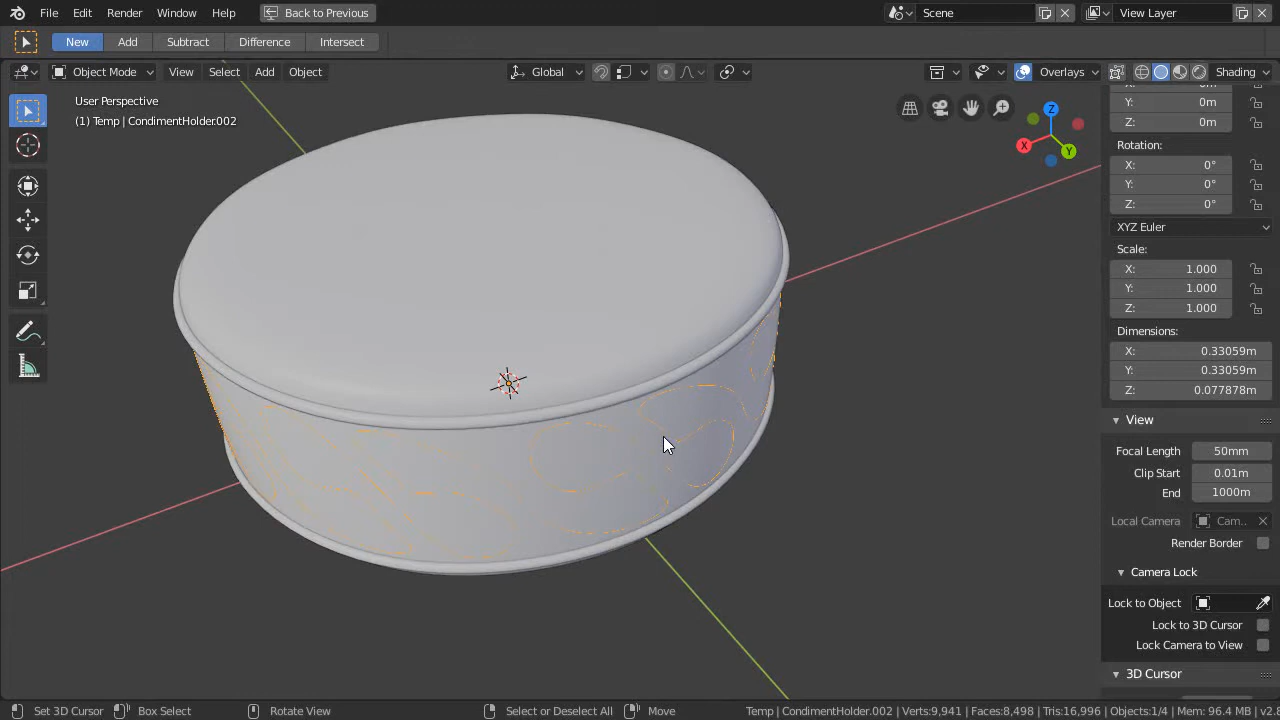 File Edit Render Window Help Back to Previous Scene View Layer
New Add Subtract Difference Intersect
Object Mode View Select Add Object Global Overlays Shading
User Perspective
(1) Temp | CondimentHolder.002
Z
X
Y
X: 0m
Y: 0m
Z: 0m
Rotation:
X: 0°
Y: 0°
Z: 0°
XYZ Euler
Scale:
X: 1.000
Y: 1.000
Z: 1.000
Dimensions:
X: 0.33059m
Y: 0.33059m
Z: 0.077878m
View
Focal Length 50mm
Clip Start 0.01m
End 1000m
Local Camera Cam..
Render Border
Camera Lock
Lock to Object
Lock to 3D Cursor
Lock Camera to View
3D Cursor
Set 3D Cursor Box Select Rotate View Select or Deselect All Move Temp | CondimentHolder.002 | Verts:9,941 | Faces:8,498 | Tris:16,996 | Objects:1/4 | Mem: 96.4 MB | v2.8